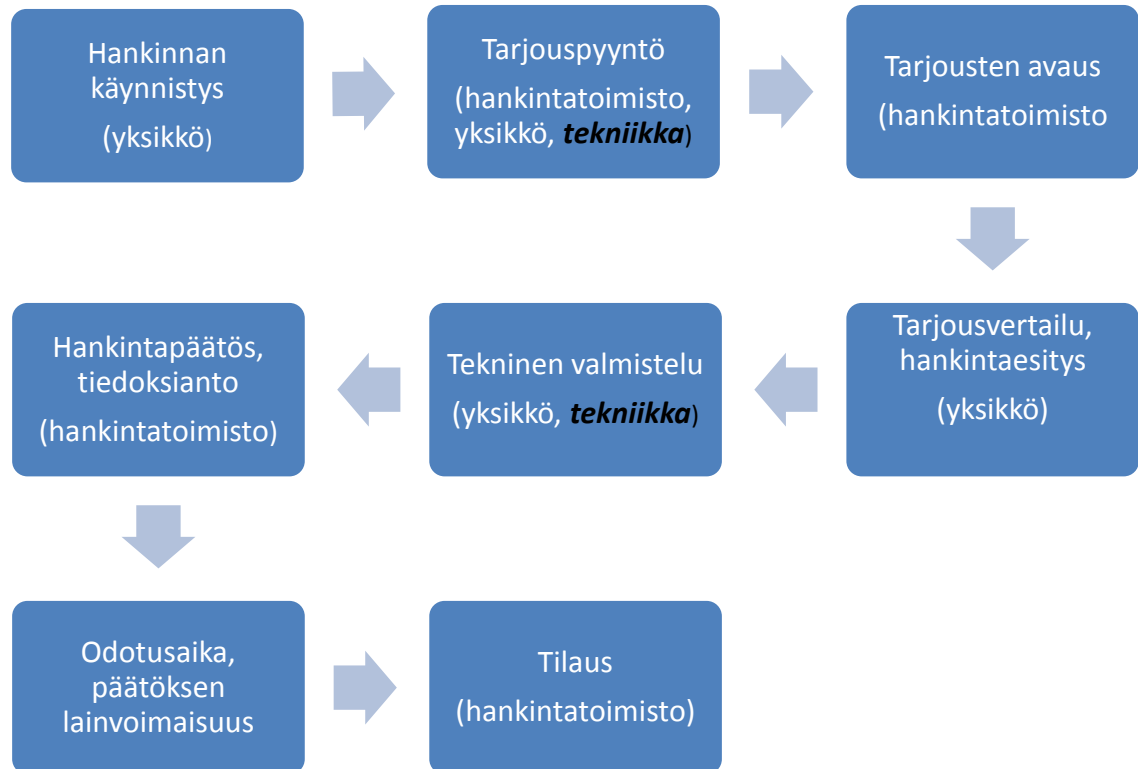 Hankinnan
käynnistys
(yksikkö)
Tarjouspyyntö
(hankintatoimisto,
yksikkö, tekniikka)
Tarjousten avaus
(hankintatoimisto
Tarjousvertailu,
hankintaesitys
(yksikkö)
Tekninen valmistelu
(yksikkö, tekniikka)
Hankintapäätös,
tiedoksianto
(hankintatoimisto)
Odotusaika,
päätöksen
lainvoimaisuus
Tilaus
(hankintatoimisto)